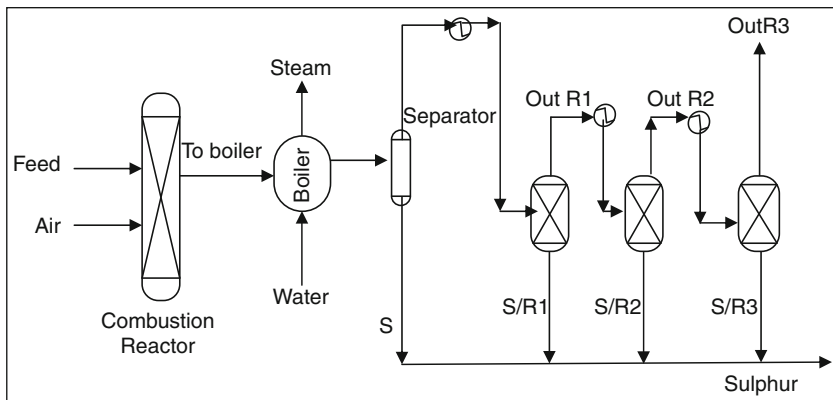 OutR3
Steam
Out R1
Out R2
Separator
To boiler
Feed
Boiler
Air
Water
S
S/R1
S/R2
S/R3
Combustion
Reactor
Sulphur